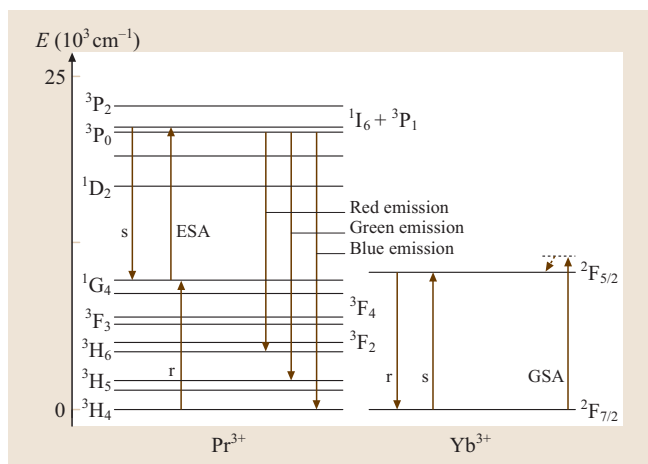 E (10³ cm⁻¹)
25
³P₂
¹I₆ + ³P₁
³P₀
¹D₂
Red emission
Green emission
s
ESA
Blue emission
¹G₄
²F₅/₂
³F₄
³F₃
³F₂
³H₆
r
r
s
GSA
³H₅
0
³H₄
²F₇/₂
Pr³⁺
Yb³⁺